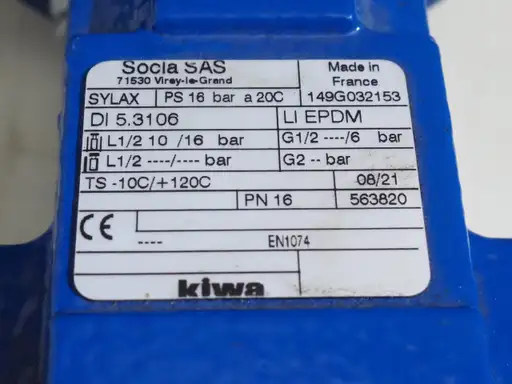 Socla SAS
71530 Virey-le-Grand
Made in
France
SYLAX
PS 16 bar a 20C
149G032153
DI 5.3106
LI EPDM
L1/2 10 /16 bar
G1/2 ----/6 bar
L1/2 ----/---- bar
G2 -- bar
TS -10C/+120C
08/21
PN 16
563820
CE
----
EN1074
kiwa